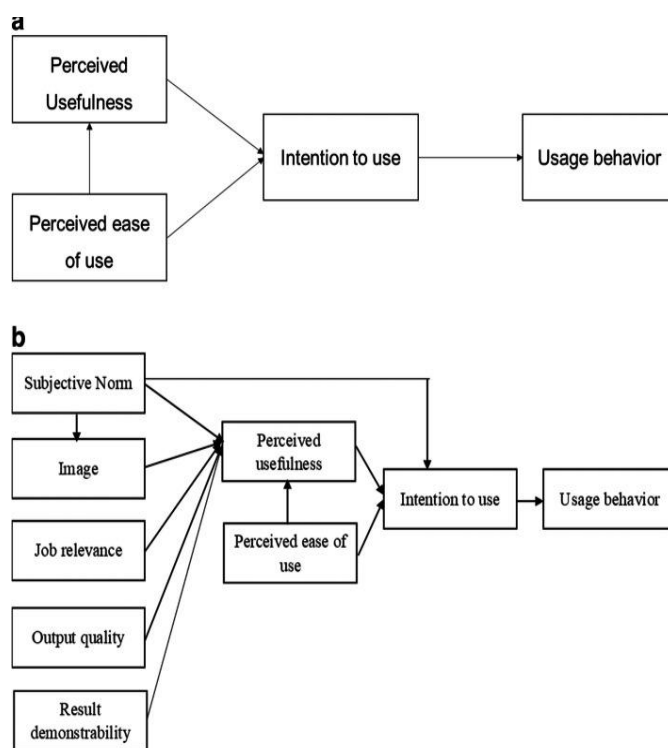 a
Perceived
Usefulness
Intention to use
Usage behavior
Perceived ease
of use
b
Subjective Norm
Image
Perceived
usefulness
Intention to use
Usage behavior
Job relevance
Perceived ease of
use
Output quality
Result
demonstrability